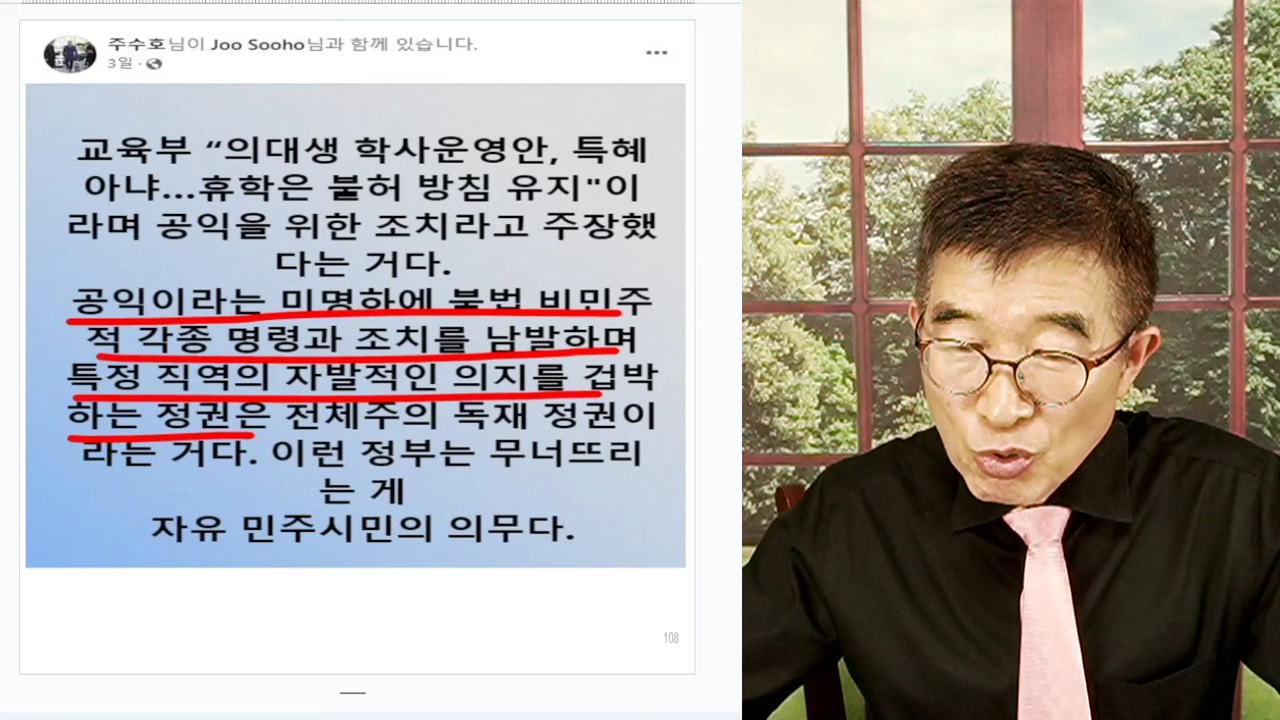 주수호님이 Joo Sooho님과 함께 있습니다.
3일 ·
교육부 “의대생 학사운영안, 특혜
아냐...휴학은 불허 방침 유지"이
라며 공익을 위한 조치라고 주장했
다는 거다.
공익이라는 미명하에 불법 비민주
적 각종 명령과 조치를 남발하며
특정 직역의 자발적인 의지를 겁박
하는 정권은 전체주의 독재 정권이
라는 거다. 이런 정부는 무너뜨리
는 게
자유 민주시민의 의무다.
108